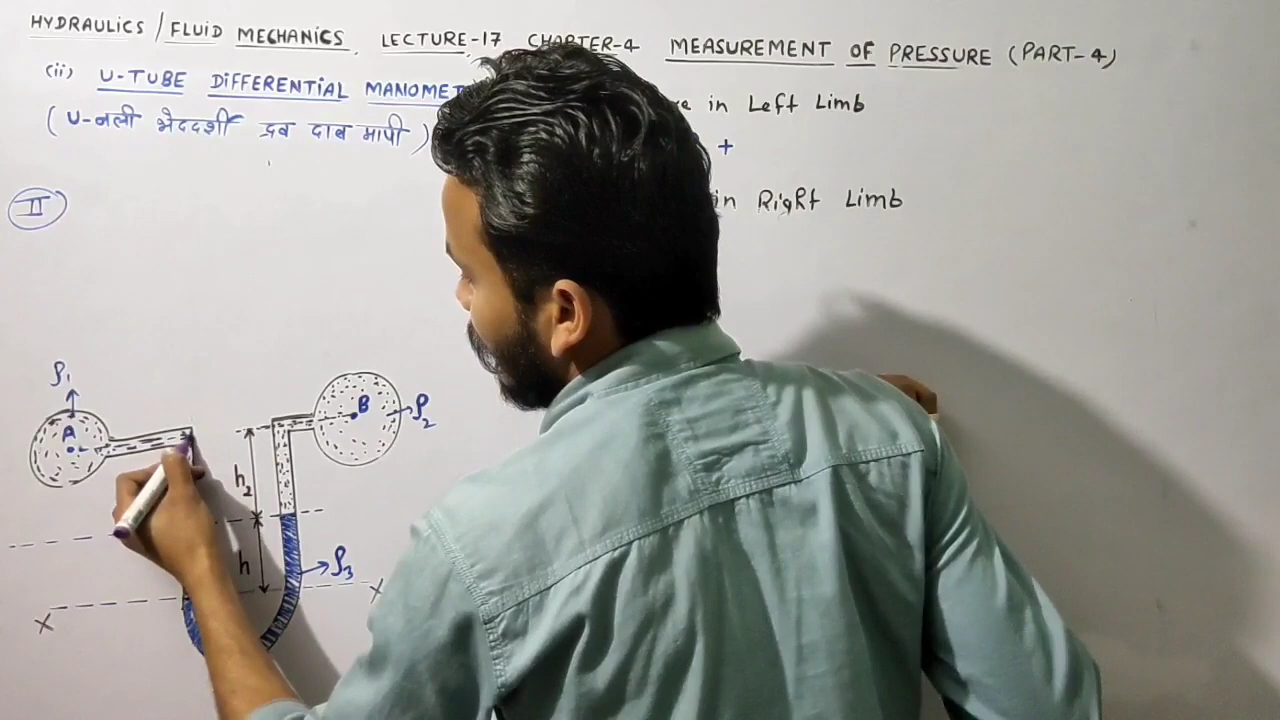 HYDRAULICS / FLUID MECHANICS, LECTURE-17, CHAPTER-4 MEASUREMENT OF PRESSURE (PART-4)
(ii) U-TUBE DIFFERENTIAL MANOMET
in Left Limb
(U-नली भेददर्शी द्रव दाब मापी)
+
in Right Limb
II
ρ1
A
B
ρ2
h2
h
ρ3
X
X